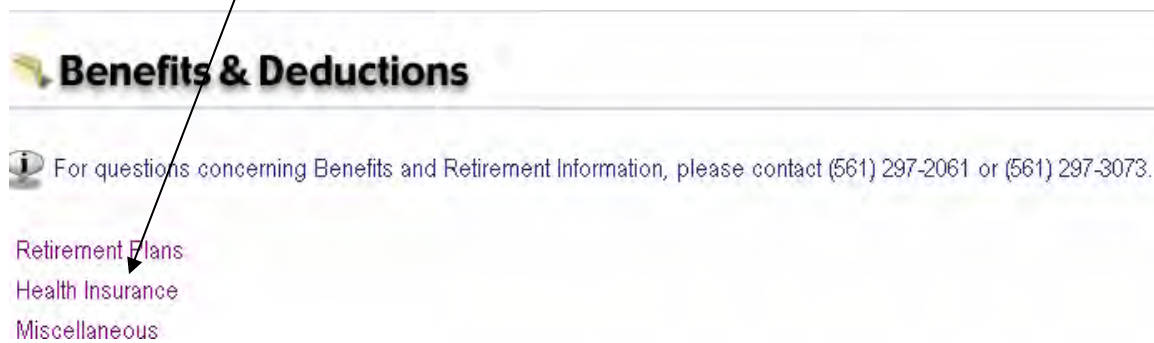 Benefits & Deductions
For questions concerning Benefits and Retirement Information, please contact (561) 297-2061 or (561) 297-3073.
Retirement Plans
Health Insurance
Miscellaneous